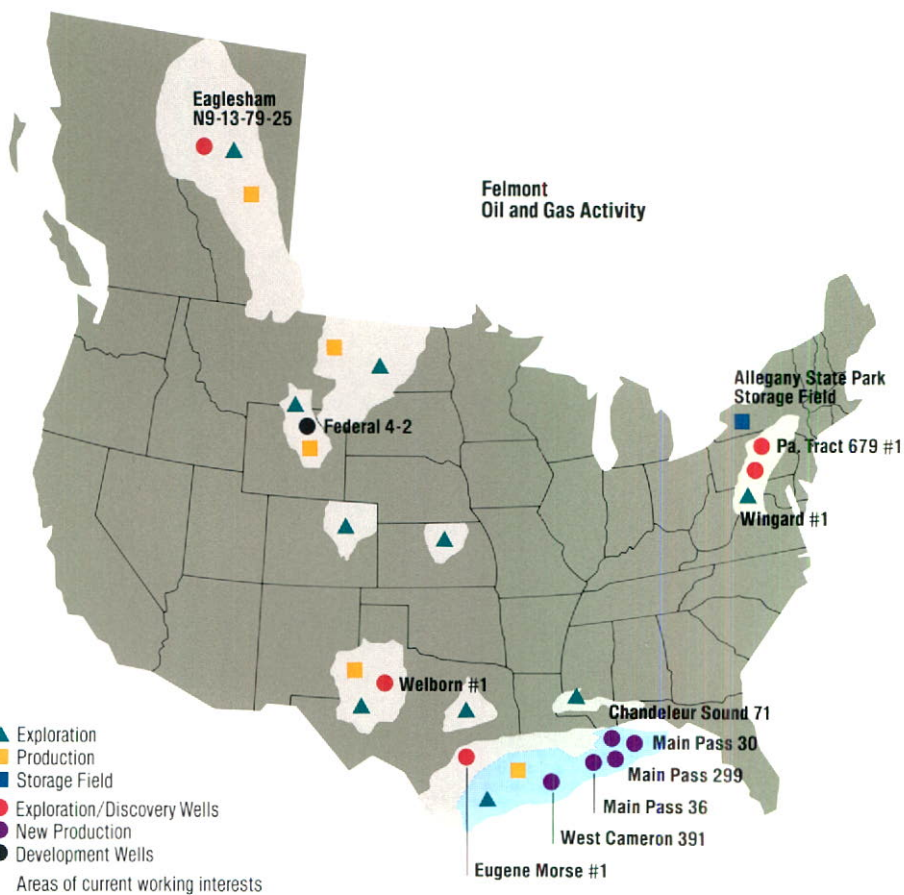 Eaglesham
N9-13-79-25
Felmont
Oil and Gas Activity
Allegany State Park
Storage Field
Federal 4-2
Pa. Tract 679 #1
Wingard #1
Welborn #1
Chandeleur Sound 71
Main Pass 30
Main Pass 299
Main Pass 36
West Cameron 391
Eugene Morse #1
Exploration
Production
Storage Field
Exploration/Discovery Wells
New Production
Development Wells
Areas of current working interests